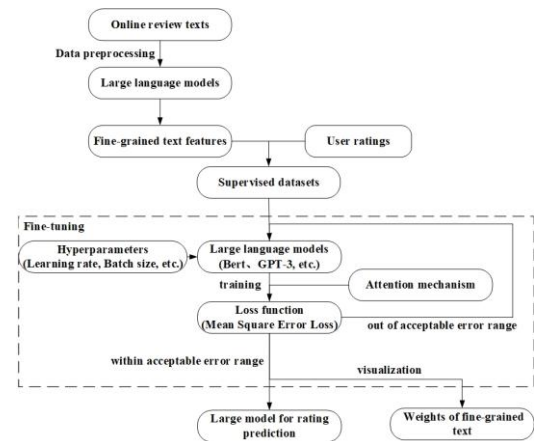 Online review texts
Data preprocessing
Large language models
Fine-grained text features
User ratings
Supervised datasets
Fine-tuning
Hyperparameters
(Learning rate, Batch size, etc.)
Large language models
(Bert、GPT-3, etc.)
training
Attention mechanism
Loss function
(Mean Square Error Loss)
out of acceptable error range
within acceptable error range
visualization
Large model for rating
prediction
Weights of fine-grained
text